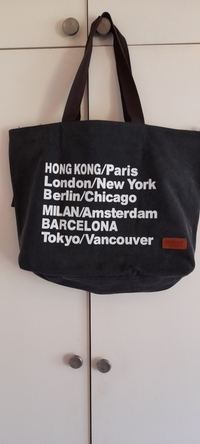 HONG KONG/Paris
London/New York
Berlin/Chicago
MILAN/Amsterdam
BARCELONA
Tokyo/Vancouver